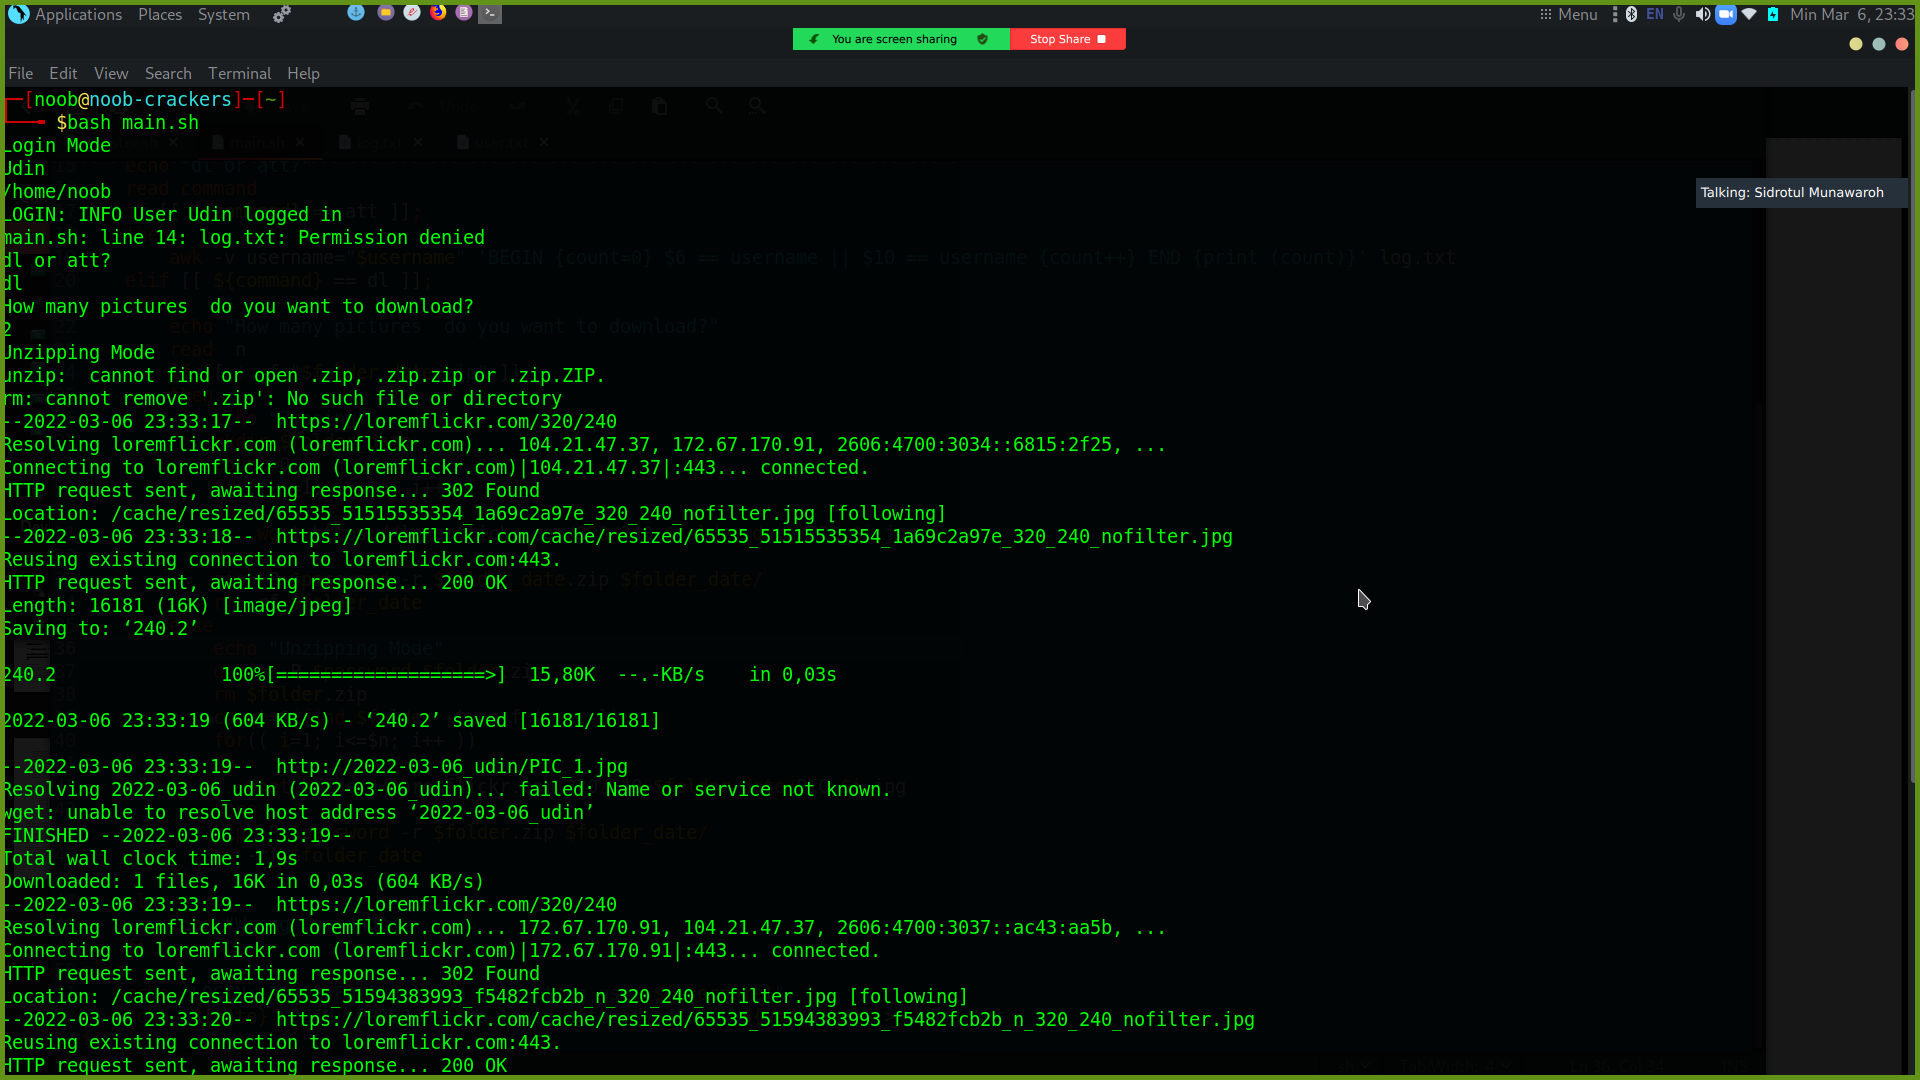 Applications Places System
Menu EN Min Mar 6, 23:33
You are screen sharing Stop Share
File Edit View Search Terminal Help
[noob@noob-crackers]─[~]
$bash main.sh
Login Mode
Udin
/home/noob
LOGIN: INFO User Udin logged in
Talking: Sidrotul Munawaroh
main.sh: line 14: log.txt: Permission denied
dl or att?
dl
How many pictures  do you want to download?
2
Unzipping Mode
unzip:  cannot find or open .zip, .zip.zip or .zip.ZIP.
rm: cannot remove '.zip': No such file or directory
--2022-03-06 23:33:17--  https://loremflickr.com/320/240
Resolving loremflickr.com (loremflickr.com)... 104.21.47.37, 172.67.170.91, 2606:4700:3034::6815:2f25, ...
Connecting to loremflickr.com (loremflickr.com)|104.21.47.37|:443... connected.
HTTP request sent, awaiting response... 302 Found
Location: /cache/resized/65535_51515535354_1a69c2a97e_320_240_nofilter.jpg [following]
--2022-03-06 23:33:18--  https://loremflickr.com/cache/resized/65535_51515535354_1a69c2a97e_320_240_nofilter.jpg
Reusing existing connection to loremflickr.com:443.
HTTP request sent, awaiting response... 200 OK
Length: 16181 (16K) [image/jpeg]
Saving to: ‘240.2’
240.2               100%[===================>]  15,80K  --.-KB/s    in 0,03s
2022-03-06 23:33:19 (604 KB/s) - ‘240.2’ saved [16181/16181]
--2022-03-06 23:33:19--  http://2022-03-06_udin/PIC_1.jpg
Resolving 2022-03-06_udin (2022-03-06_udin)... failed: Name or service not known.
wget: unable to resolve host address ‘2022-03-06_udin’
FINISHED --2022-03-06 23:33:19--
Total wall clock time: 1,9s
Downloaded: 1 files, 16K in 0,03s (604 KB/s)
--2022-03-06 23:33:19--  https://loremflickr.com/320/240
Resolving loremflickr.com (loremflickr.com)... 172.67.170.91, 104.21.47.37, 2606:4700:3037::ac43:aa5b, ...
Connecting to loremflickr.com (loremflickr.com)|172.67.170.91|:443... connected.
HTTP request sent, awaiting response... 302 Found
Location: /cache/resized/65535_51594383993_f5482fcb2b_n_320_240_nofilter.jpg [following]
--2022-03-06 23:33:20--  https://loremflickr.com/cache/resized/65535_51594383993_f5482fcb2b_n_320_240_nofilter.jpg
Reusing existing connection to loremflickr.com:443.
HTTP request sent, awaiting response... 200 OK